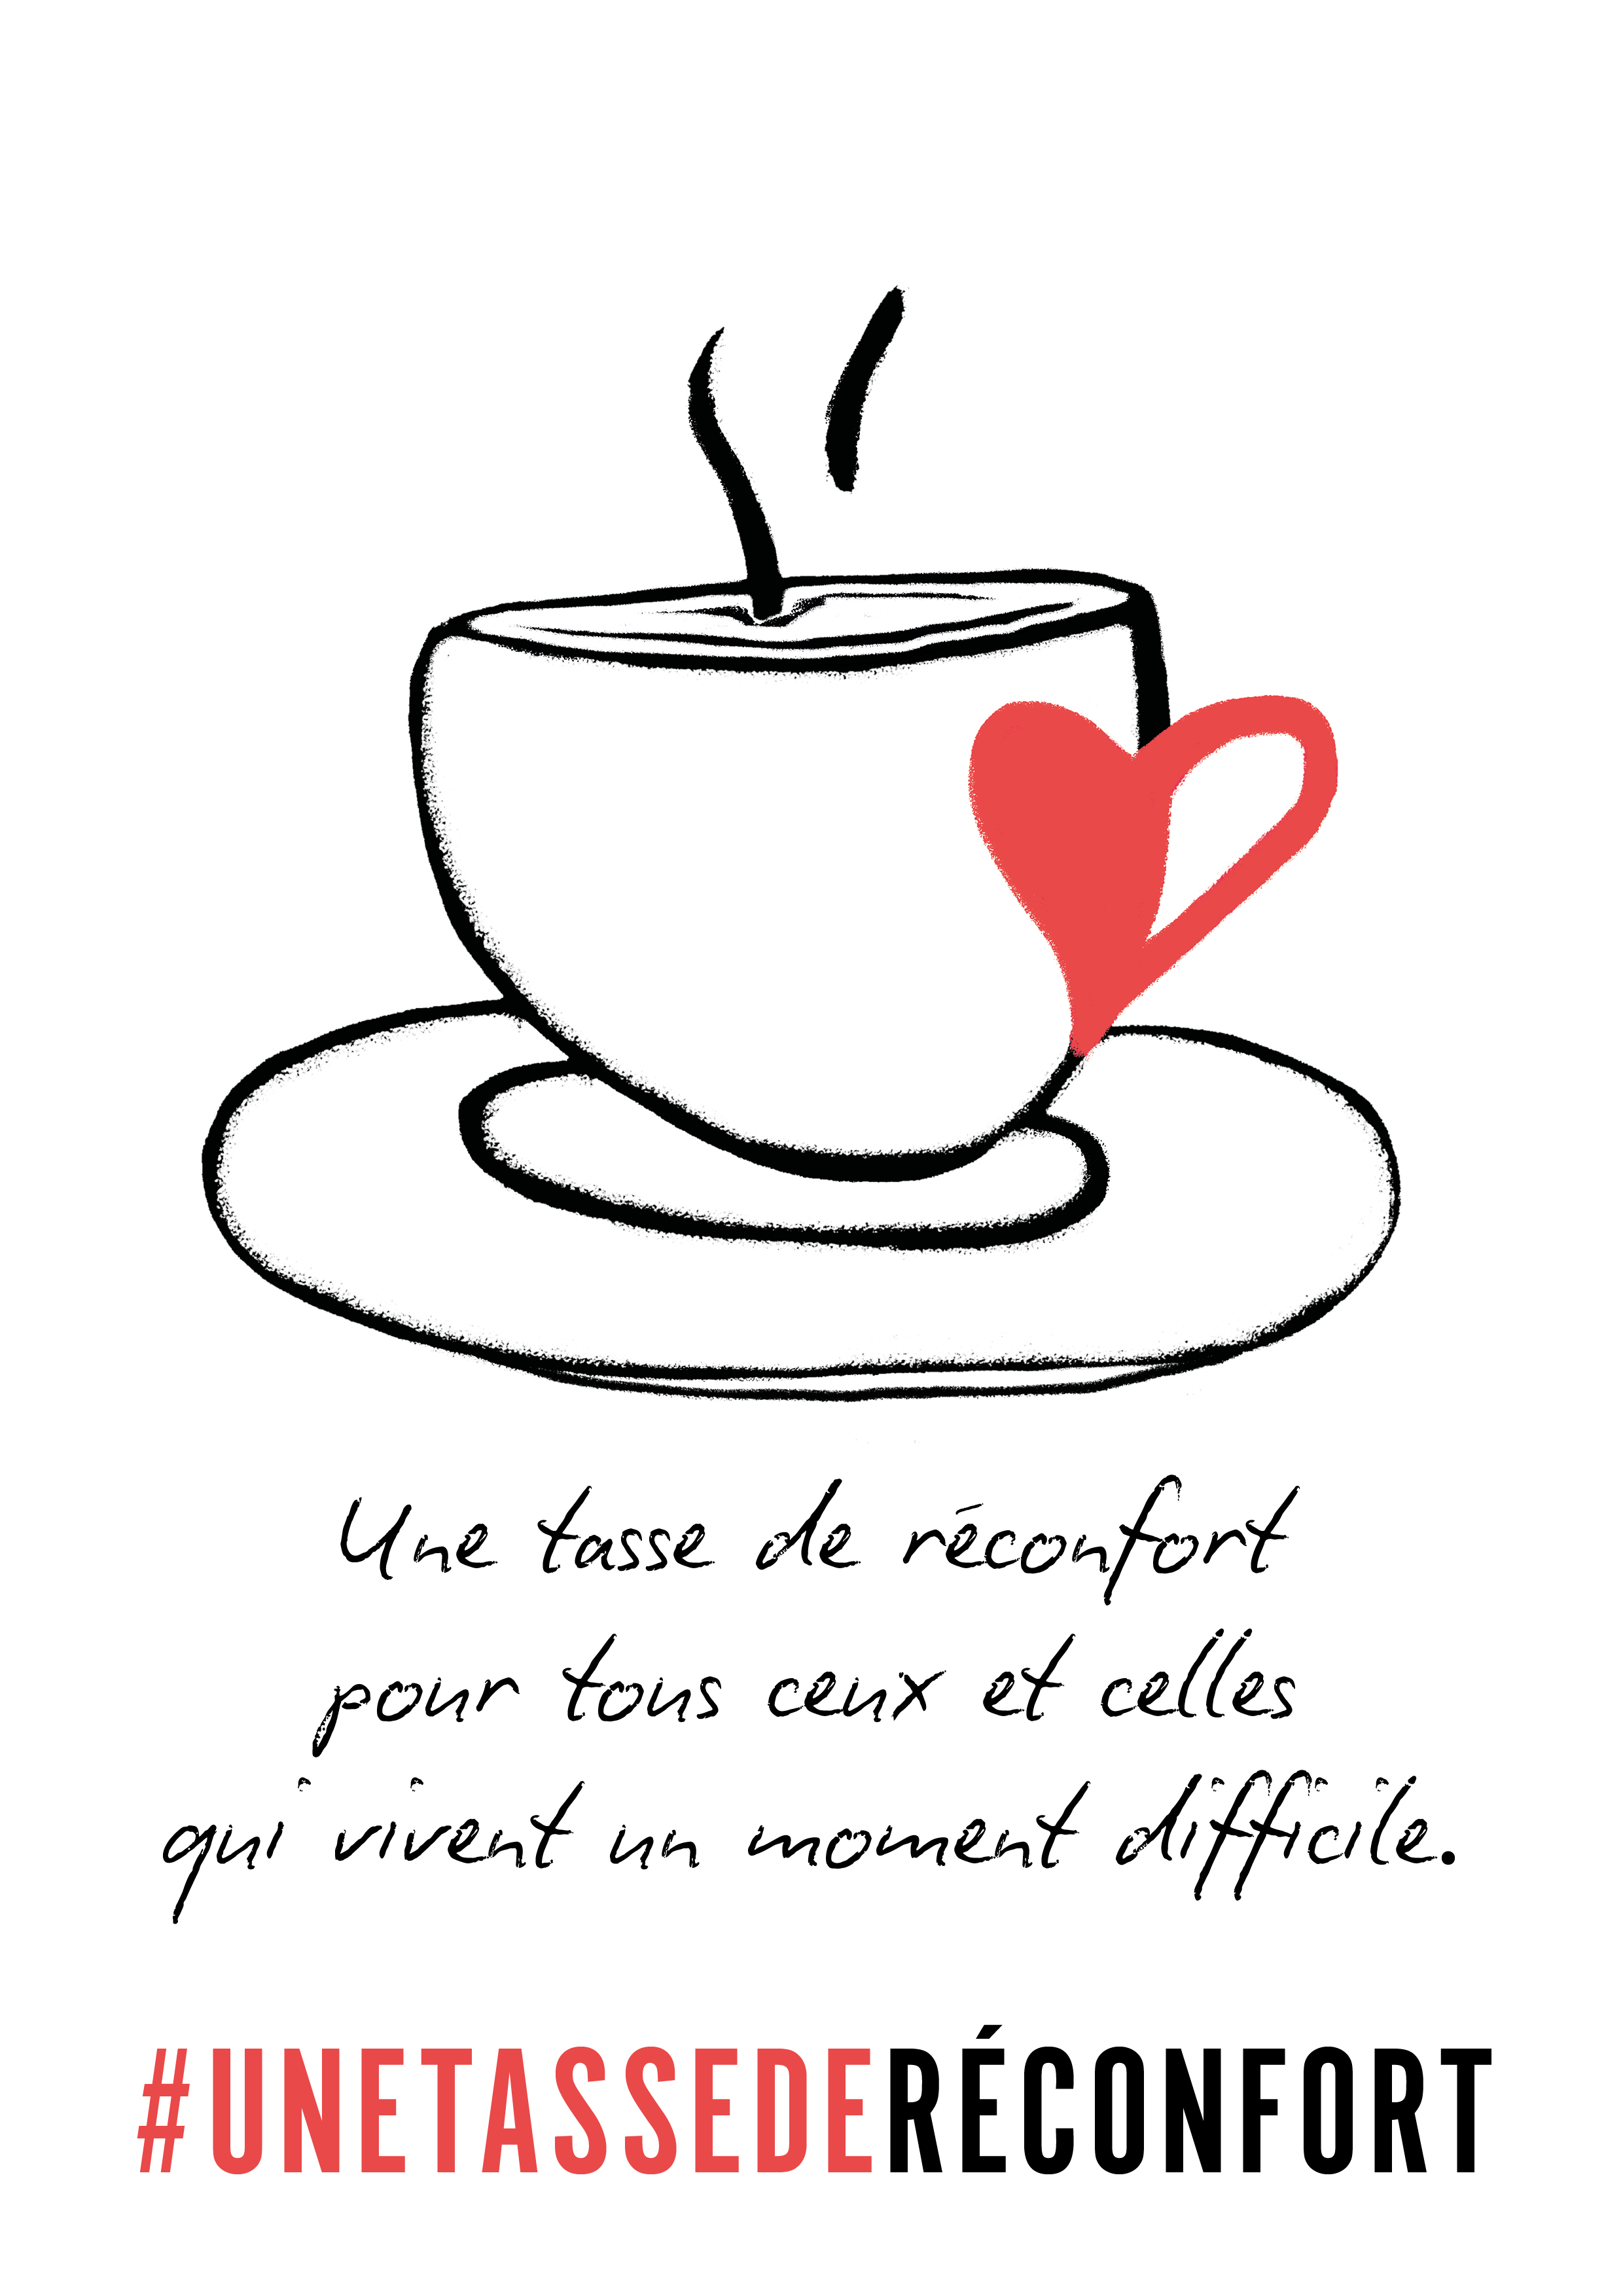 Une tasse de réconfort
pour tous ceux et celles
qui vivent un moment difficile.
#UNETASSEDERÉCONFORT